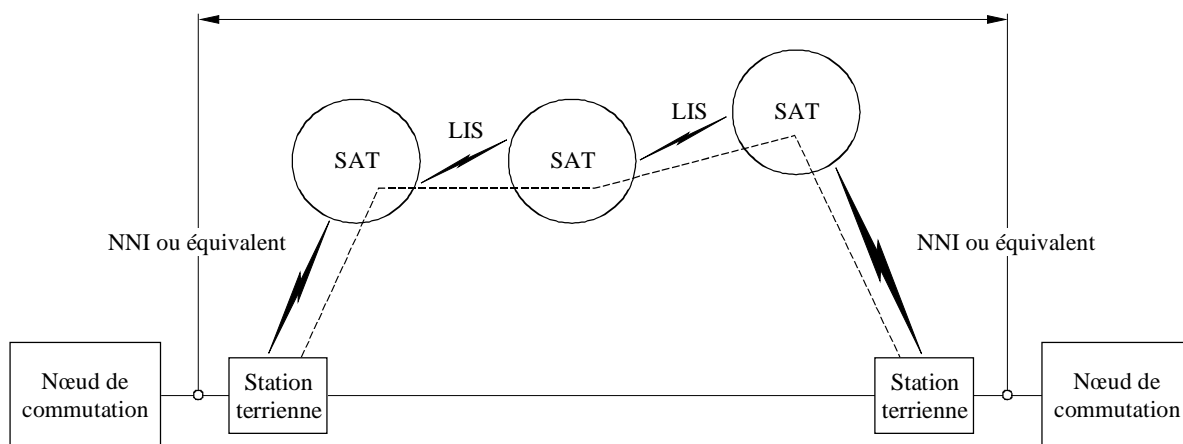 LIS
LIS
SAT
SAT
SAT
NNI ou équivalent
NNI ou équivalent
Nœud de
commutation
Station
terrienne
Station
terrienne
Nœud de
commutation